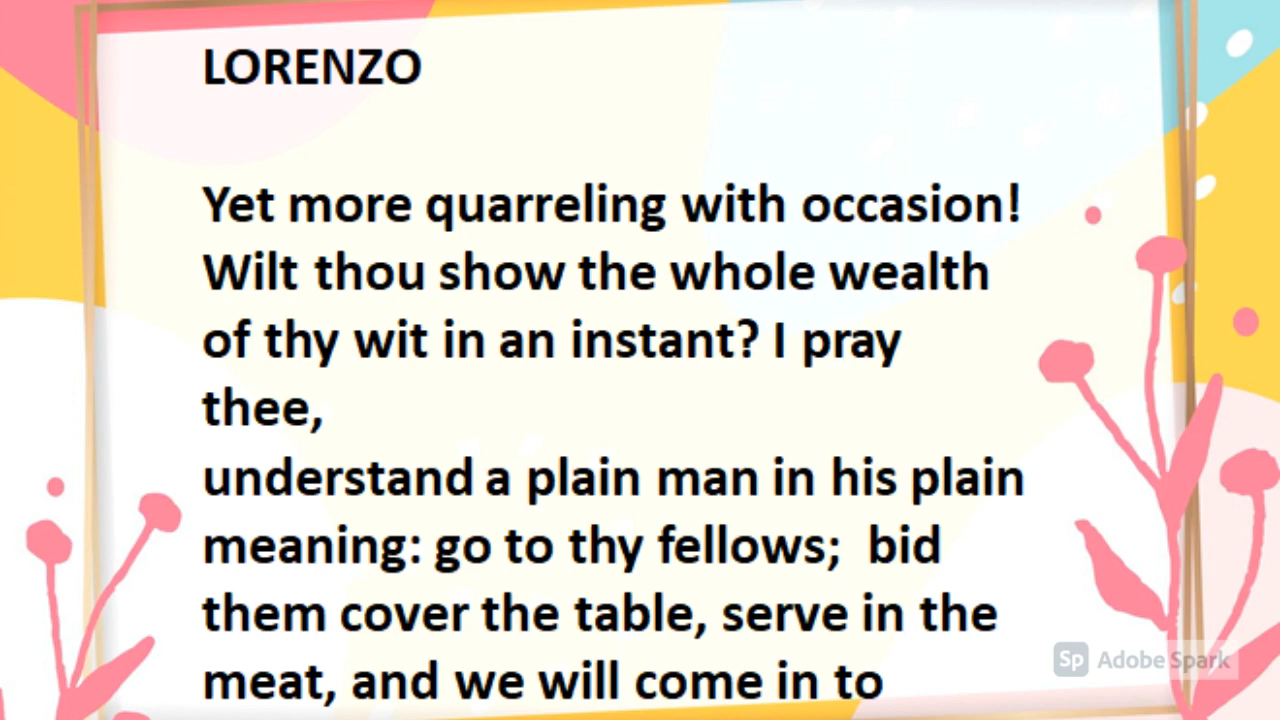 LORENZO
Yet more quarreling with occasion!
Wilt thou show the whole wealth
of thy wit in an instant? I pray
thee,
understand a plain man in his plain
meaning: go to thy fellows;  bid
them cover the table, serve in the
meat, and we will come in to
Sp Adobe Spark